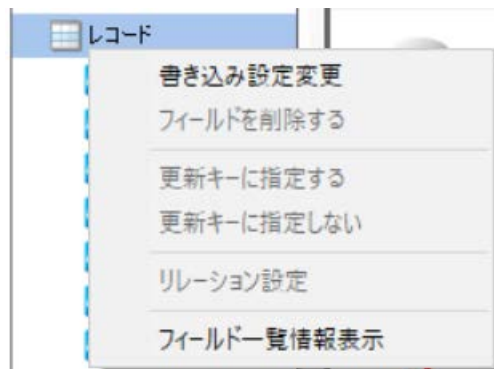 レコード
書き込み設定変更
フィールドを削除する
更新キーに指定する
更新キーに指定しない
リレーション設定
フィールド一覧情報表示